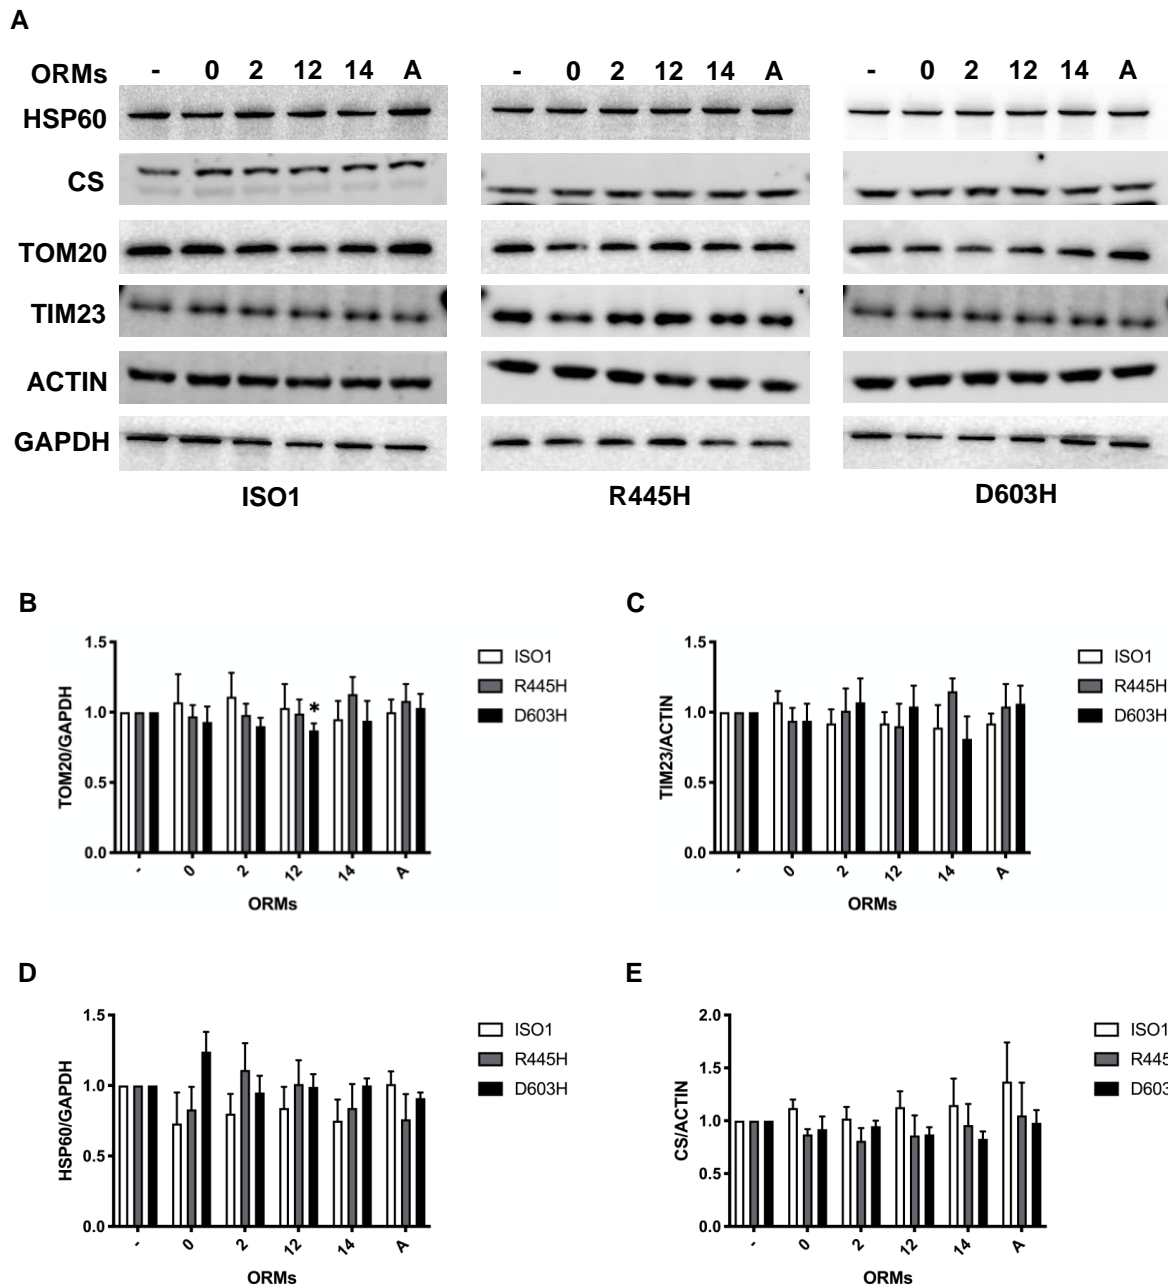 A
ORMs - 0 2 12 14 A - 0 2 12 14 A - 0 2 12 14 A
HSP60
CS
TOM20
TIM23
ACTIN
GAPDH
ISO1 R445H D603H
B
TOM20/GAPDH
1.5
1.0
0.5
0.0
*
- 0 2 12 14 A
ORMs
ISO1
R445H
D603H
C
TIM23/ACTIN
1.5
1.0
0.5
0.0
- 0 2 12 14 A
ORMs
ISO1
R445H
D603H
D
HSP60/GAPDH
1.5
1.0
0.5
0.0
- 0 2 12 14 A
ORMs
ISO1
R445H
D603H
E
CS/ACTIN
2.0
1.5
1.0
0.5
0.0
- 0 2 12 14 A
ORMs
ISO1
R445
D603